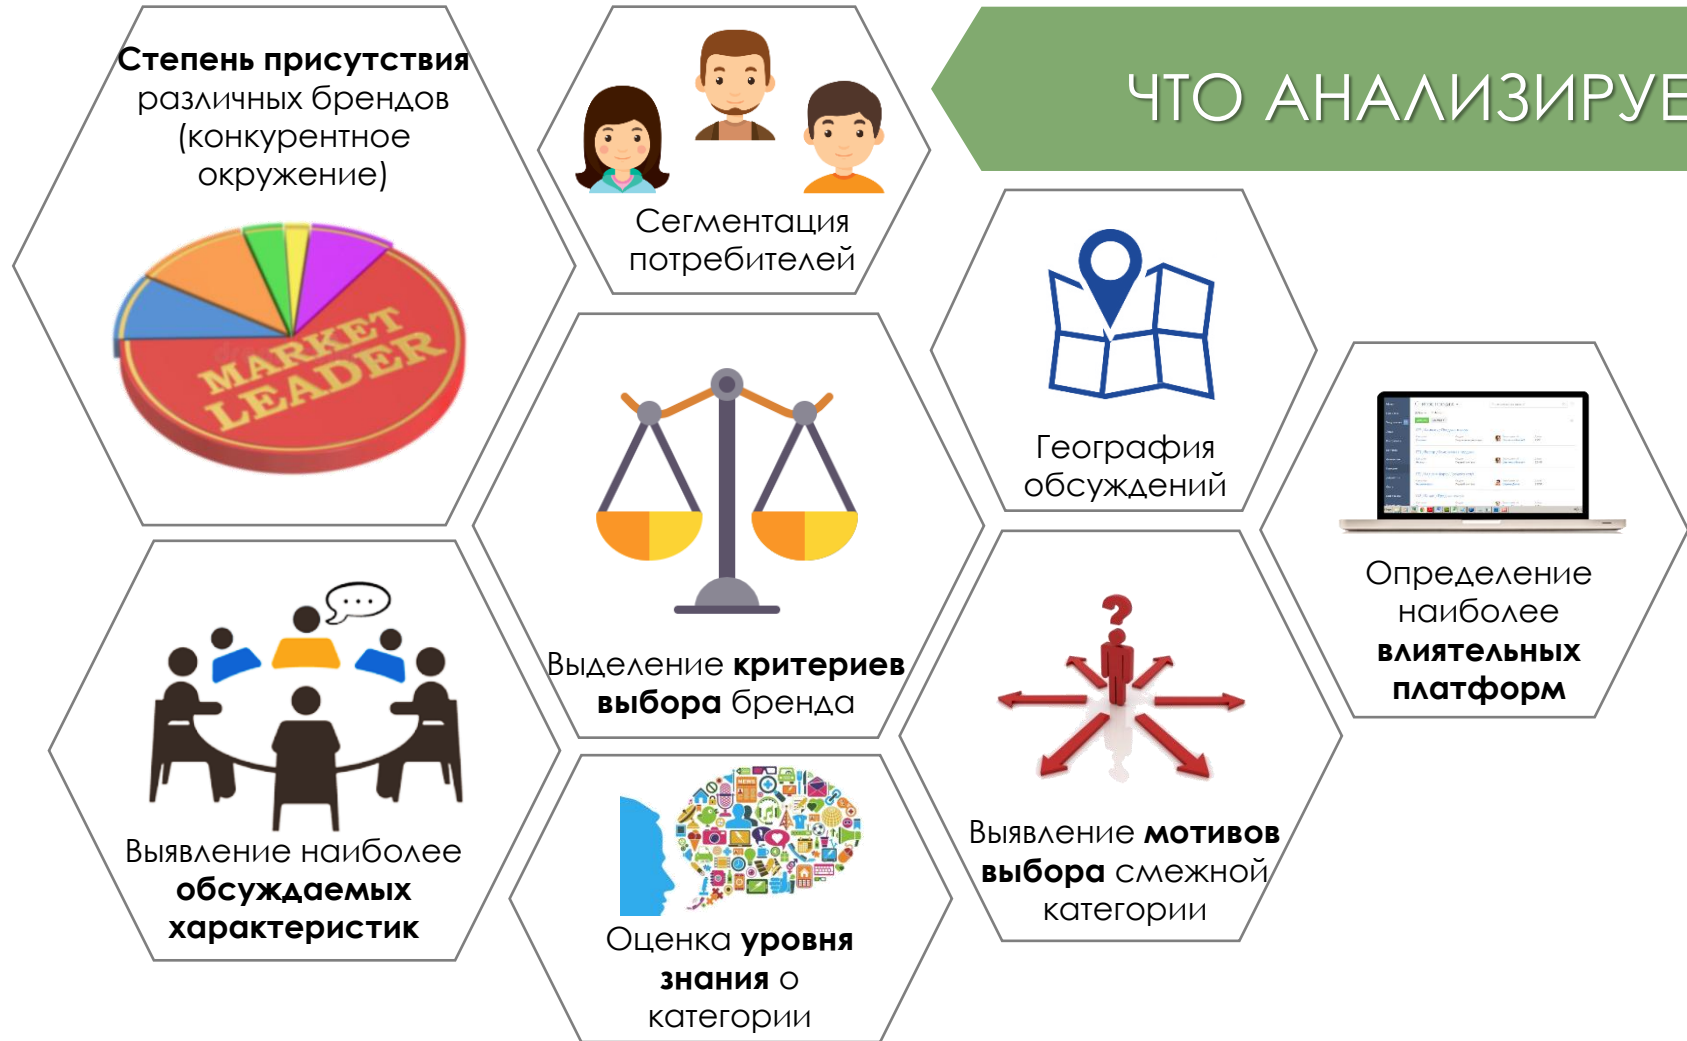 ЧТО АНАЛИЗИРУЕ
Степень присутствия
различных брендов
(конкурентное
окружение)
MARKET
LEADER
Сегментация
потребителей
География
обсуждений
Определение
наиболее
влиятельных
платформ
Выделение критериев
выбора бренда
Выявление наиболее
обсуждаемых
характеристик
NEWS
Оценка уровня
знания о
категории
?
Выявление мотивов
выбора смежной
категории